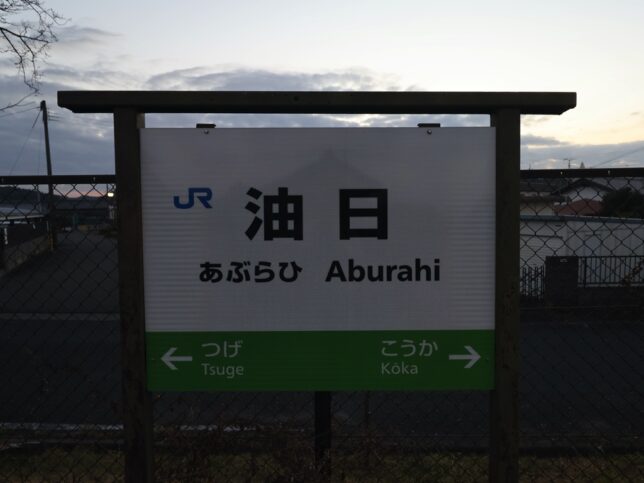 JR 油日
あぶらひ Aburahi
← つげ こうか →
Tsuge Kōka